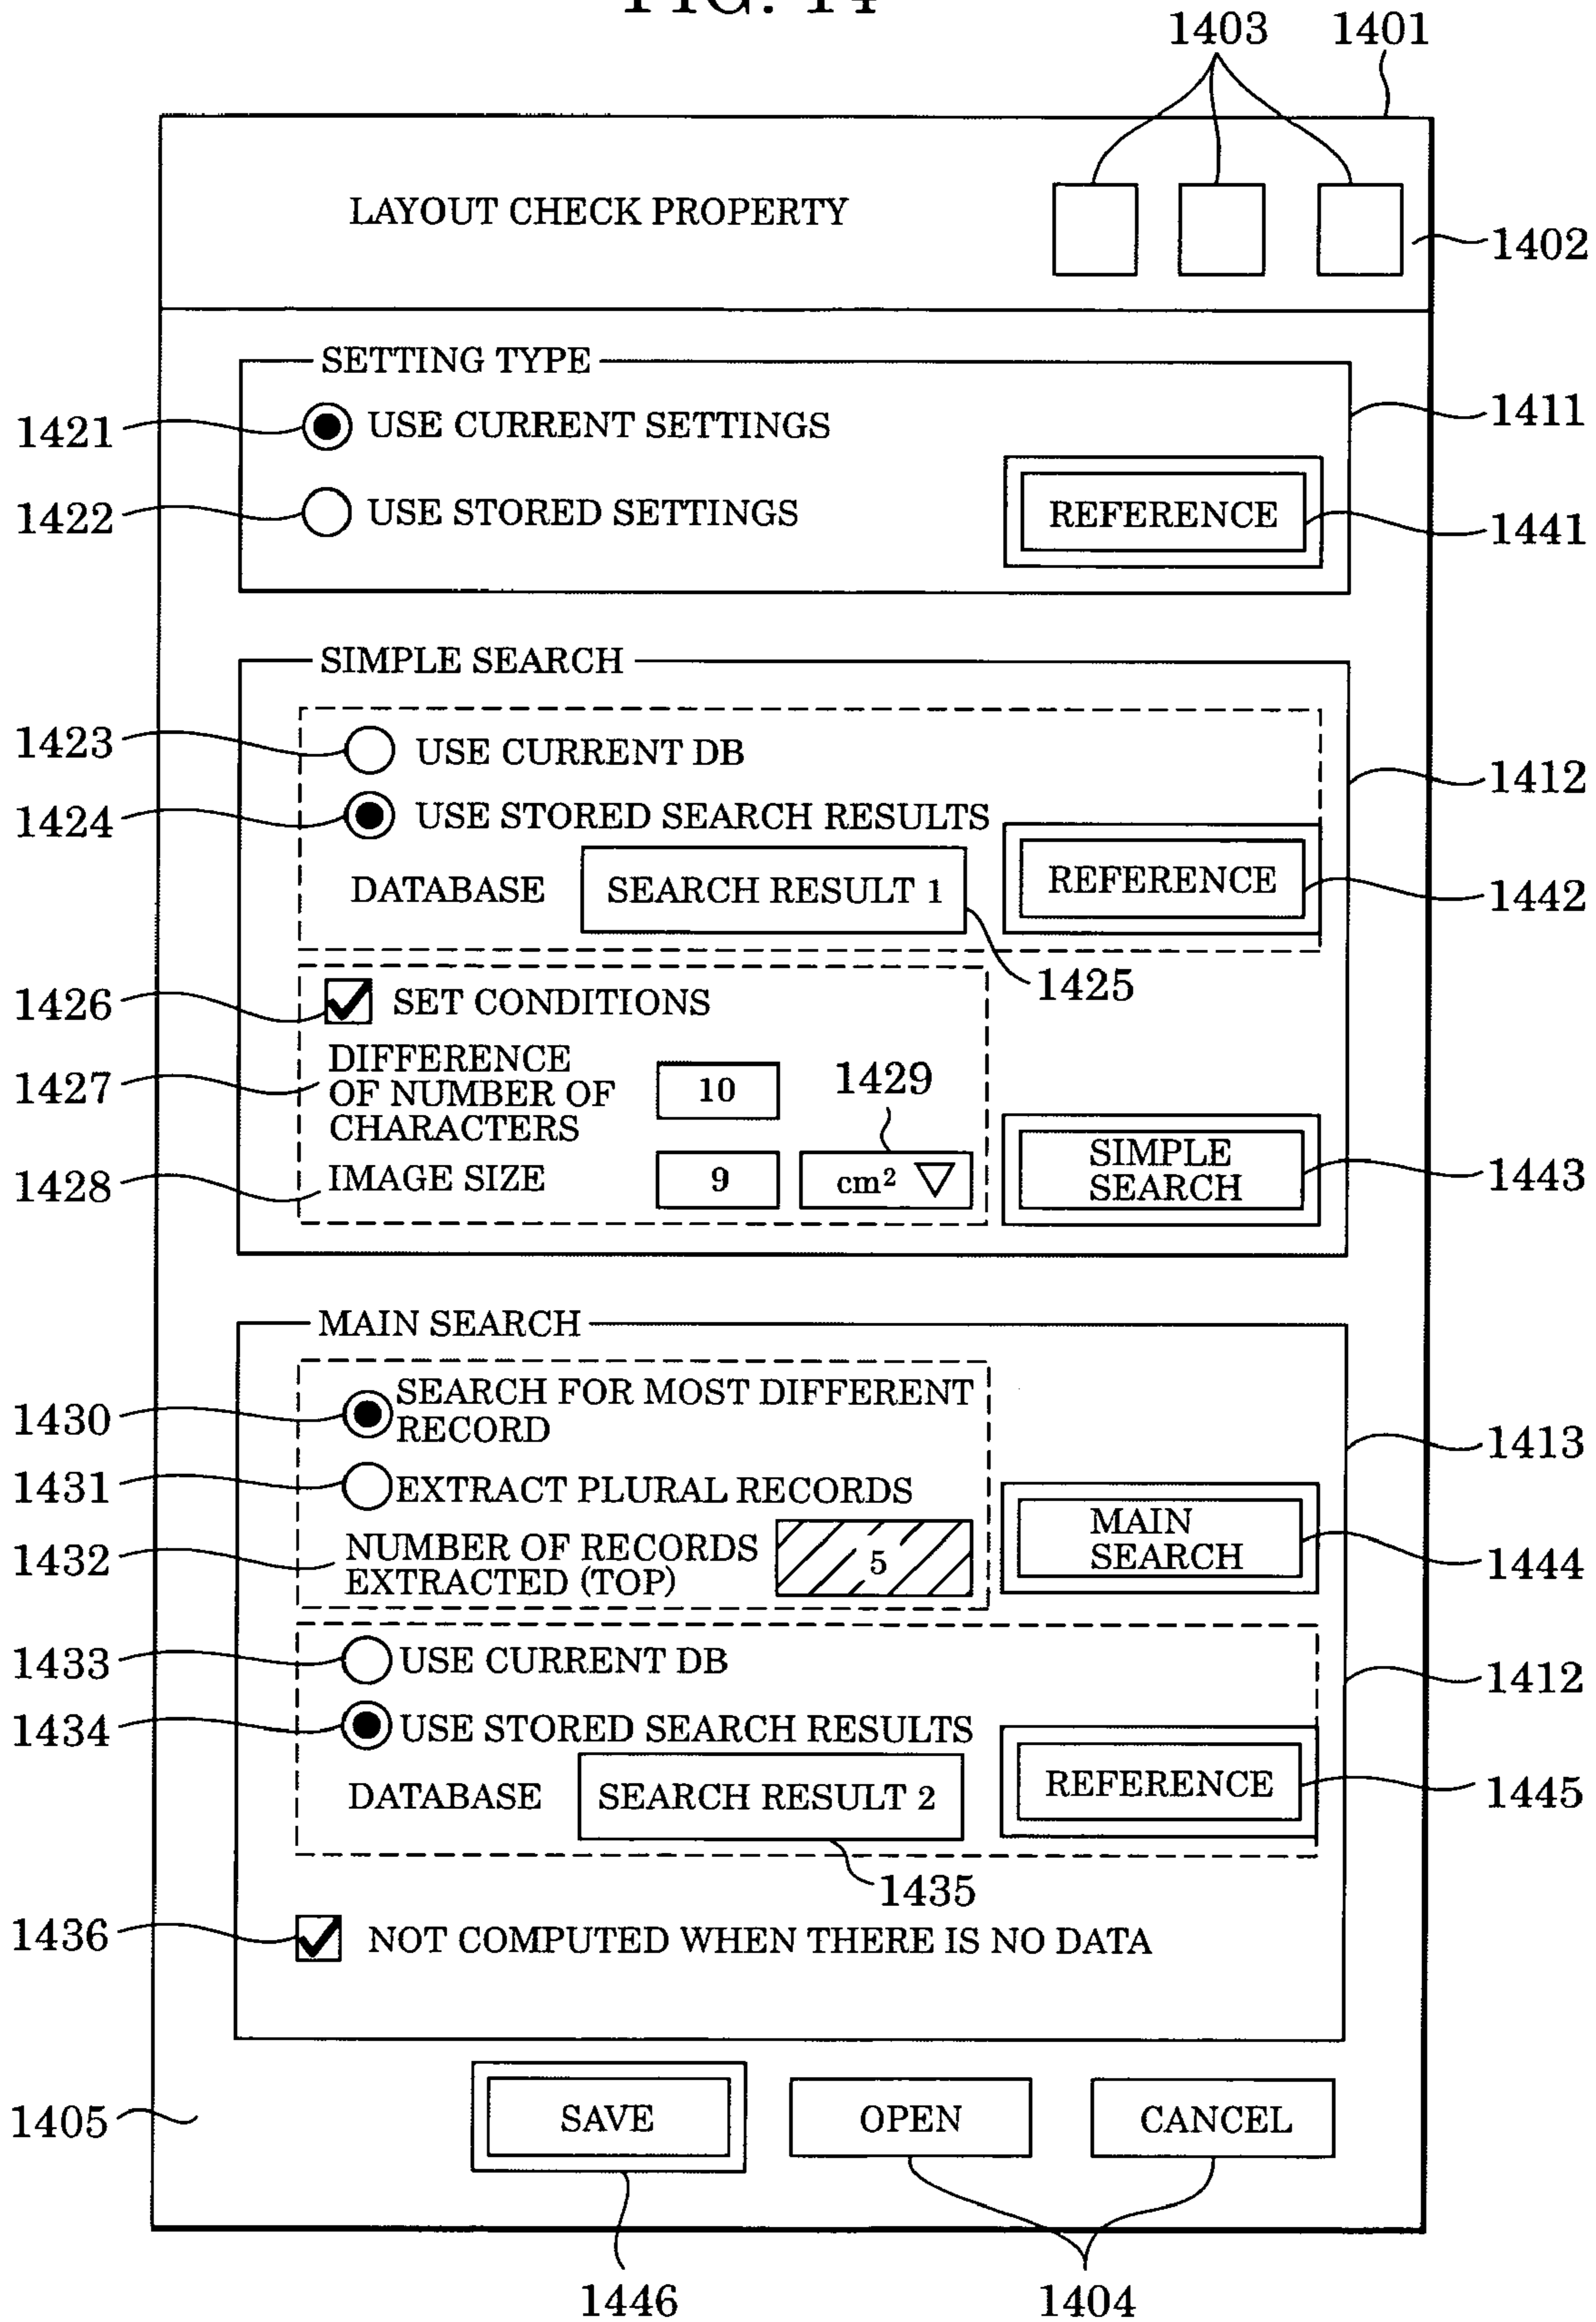 FIG. 14
1403
1401
LAYOUT CHECK PROPERTY
1402
SETTING TYPE
1411
1421
USE CURRENT SETTINGS
1422
USE STORED SETTINGS
REFERENCE
1441
SIMPLE SEARCH
1423
USE CURRENT DB
1412
1424
USE STORED SEARCH RESULTS
DATABASE
SEARCH RESULT 1
REFERENCE
1442
1425
1426
SET CONDITIONS
1427
DIFFERENCE
OF NUMBER OF
CHARACTERS
10
1429
1428
IMAGE SIZE
9
cm²
SIMPLE
SEARCH
1443
MAIN SEARCH
1430
SEARCH FOR MOST DIFFERENT
RECORD
1413
1431
EXTRACT PLURAL RECORDS
1432
NUMBER OF RECORDS
EXTRACTED (TOP)
5
MAIN
SEARCH
1444
1433
USE CURRENT DB
1412
1434
USE STORED SEARCH RESULTS
DATABASE
SEARCH RESULT 2
REFERENCE
1445
1435
1436
NOT COMPUTED WHEN THERE IS NO DATA
1405
SAVE
OPEN
CANCEL
1446
1404